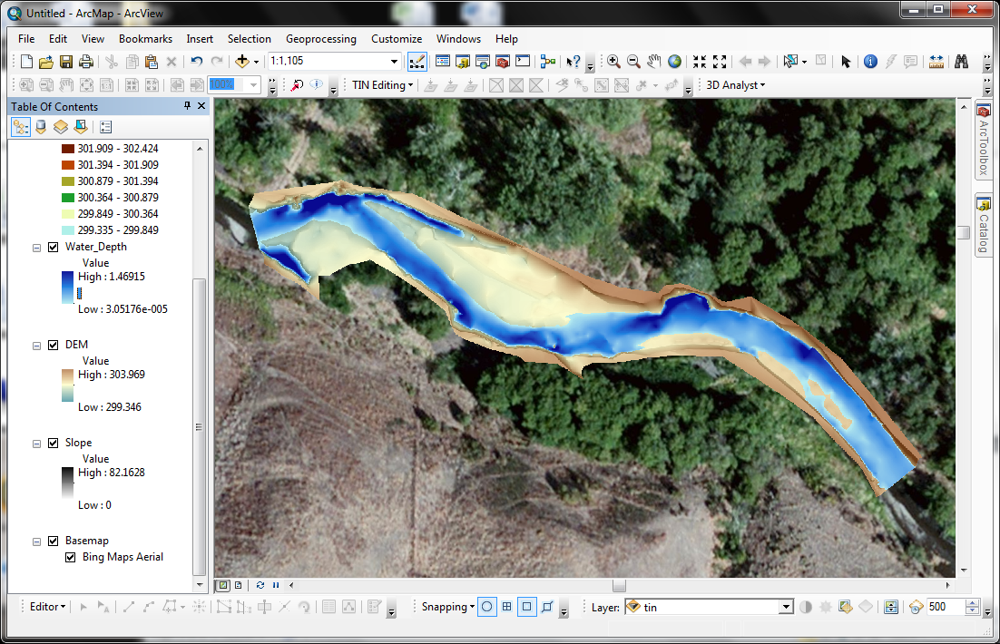 Untitled - ArcMap - ArcView
File Edit View Bookmarks Insert Selection Geoprocessing Customize Windows Help
1:1,105
100% TIN Editing 3D Analyst
Table Of Contents
301.909 - 302.424
301.394 - 301.909
300.879 - 301.394
300.364 - 300.879
299.849 - 300.364
299.335 - 299.849
Water_Depth
Value
High : 1.46915
Low : 3.05176e-005
DEM
Value
High : 303.969
Low : 299.346
Slope
Value
High : 82.1628
Low : 0
Basemap
Bing Maps Aerial
ArcToolbox
Catalog
Editor Snapping Layer: tin 500